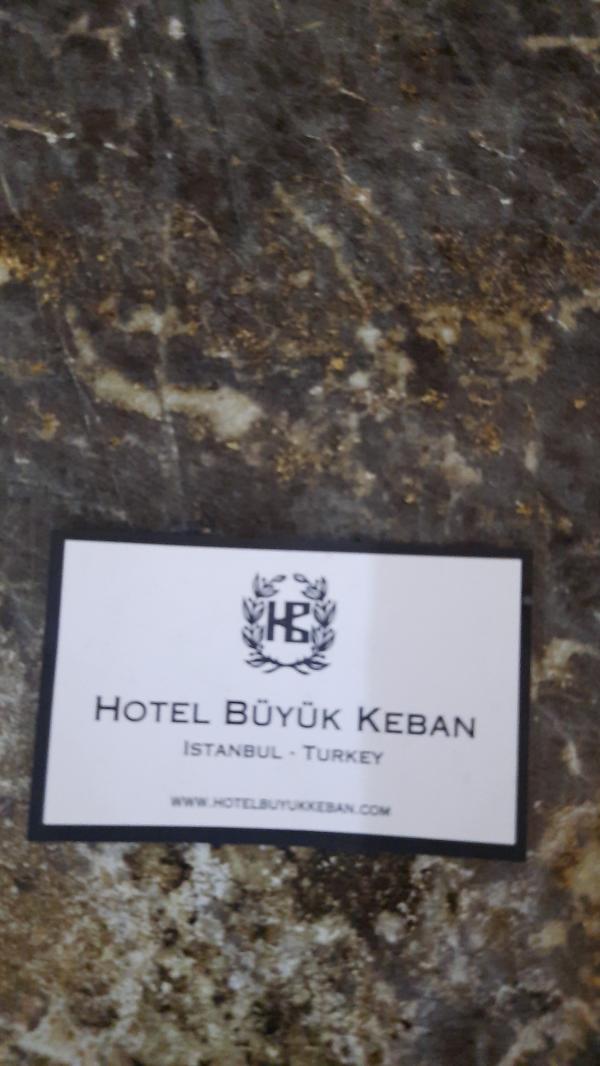 HB
HOTEL BÜYÜK KEBAN
ISTANBUL - TURKEY
WWW.HOTELBUYUKKEBAN.COM